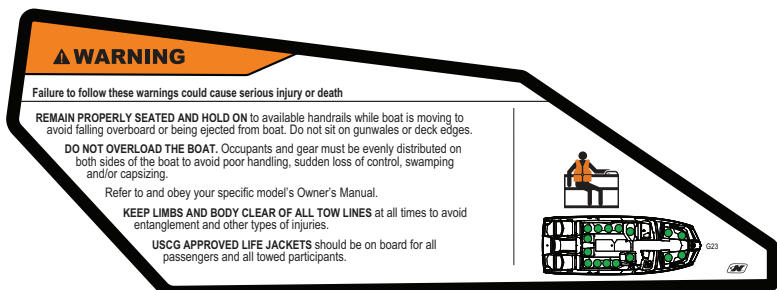 WARNING
Failure to follow these warnings could cause serious injury or death
REMAIN PROPERLY SEATED AND HOLD ON to available handrails while boat is moving to
avoid falling overboard or being ejected from boat. Do not sit on gunwales or deck edges.
DO NOT OVERLOAD THE BOAT. Occupants and gear must be evenly distributed on
both sides of the boat to avoid poor handling, sudden loss of control, swamping
and/or capsizing.
Refer to and obey your specific model's Owner's Manual.
KEEP LIMBS AND BODY CLEAR OF ALL TOW LINES at all times to avoid
entanglement and other types of injuries.
USCG APPROVED LIFE JACKETS should be on board for all
passengers and all towed participants.
G23